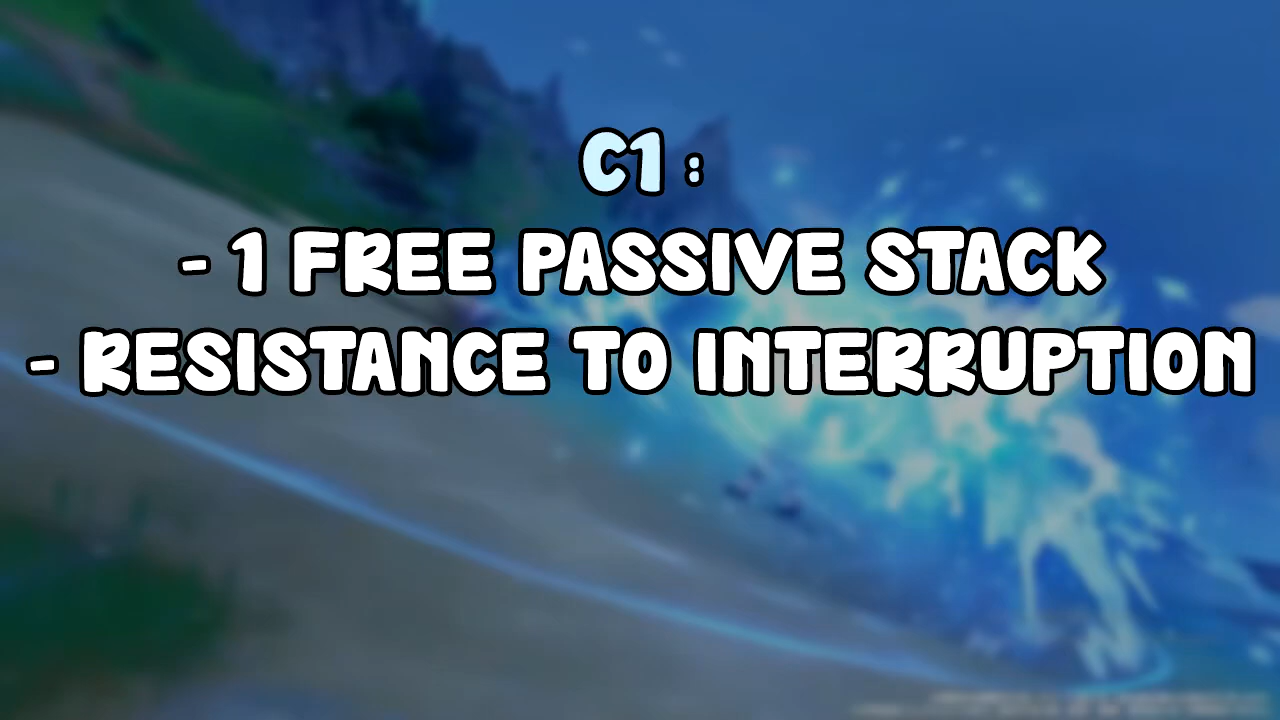 C1 :
- 1 FREE PASSIVE STACK
- RESISTANCE TO INTERRUPTION